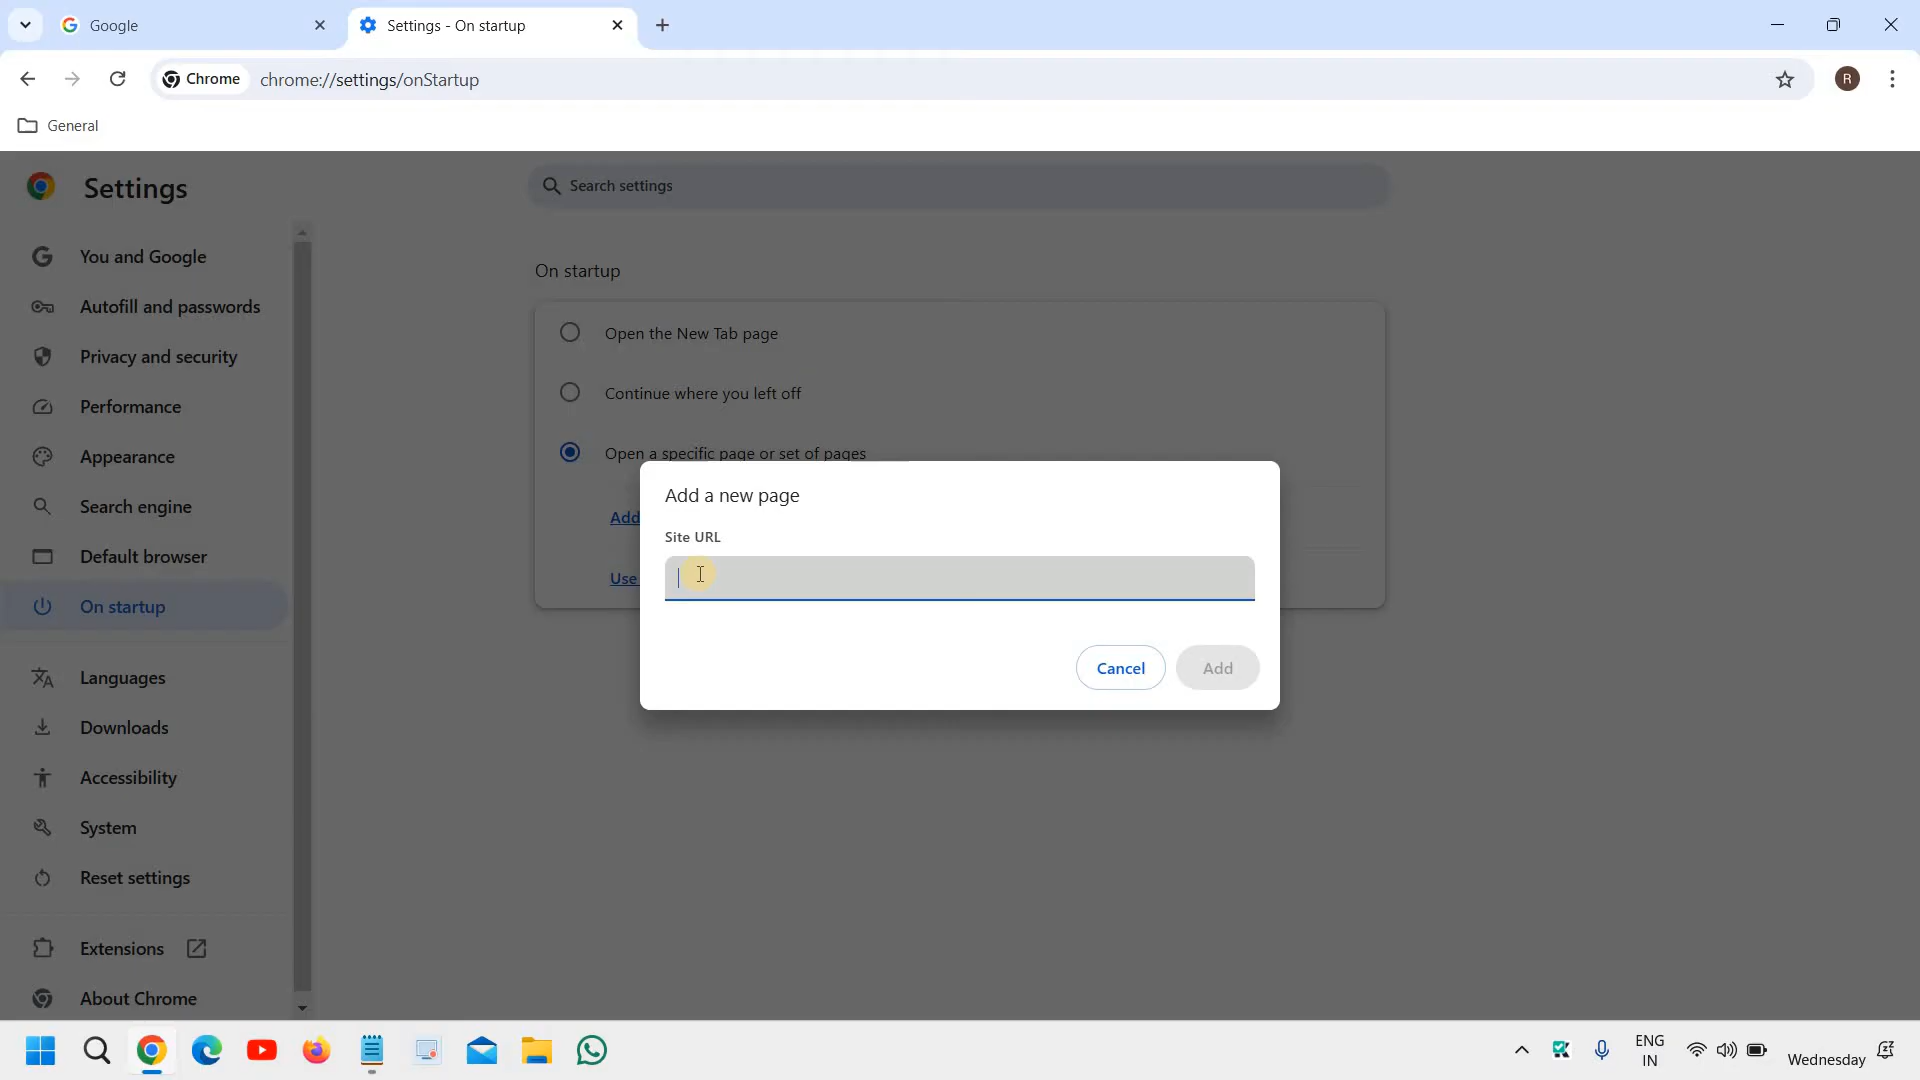 Google
Settings - On startup
Chrome
chrome://settings/onStartup
R
General
Settings
Search settings
You and Google
Autofill and passwords
Privacy and security
Performance
Appearance
Search engine
Default browser
On startup
Languages
Downloads
Accessibility
System
Reset settings
Extensions
About Chrome
On startup
Open the New Tab page
Continue where you left off
Open a specific page or set of pages
Add
Use
Add a new page
Site URL
Cancel
Add
ENG
IN
Wednesday